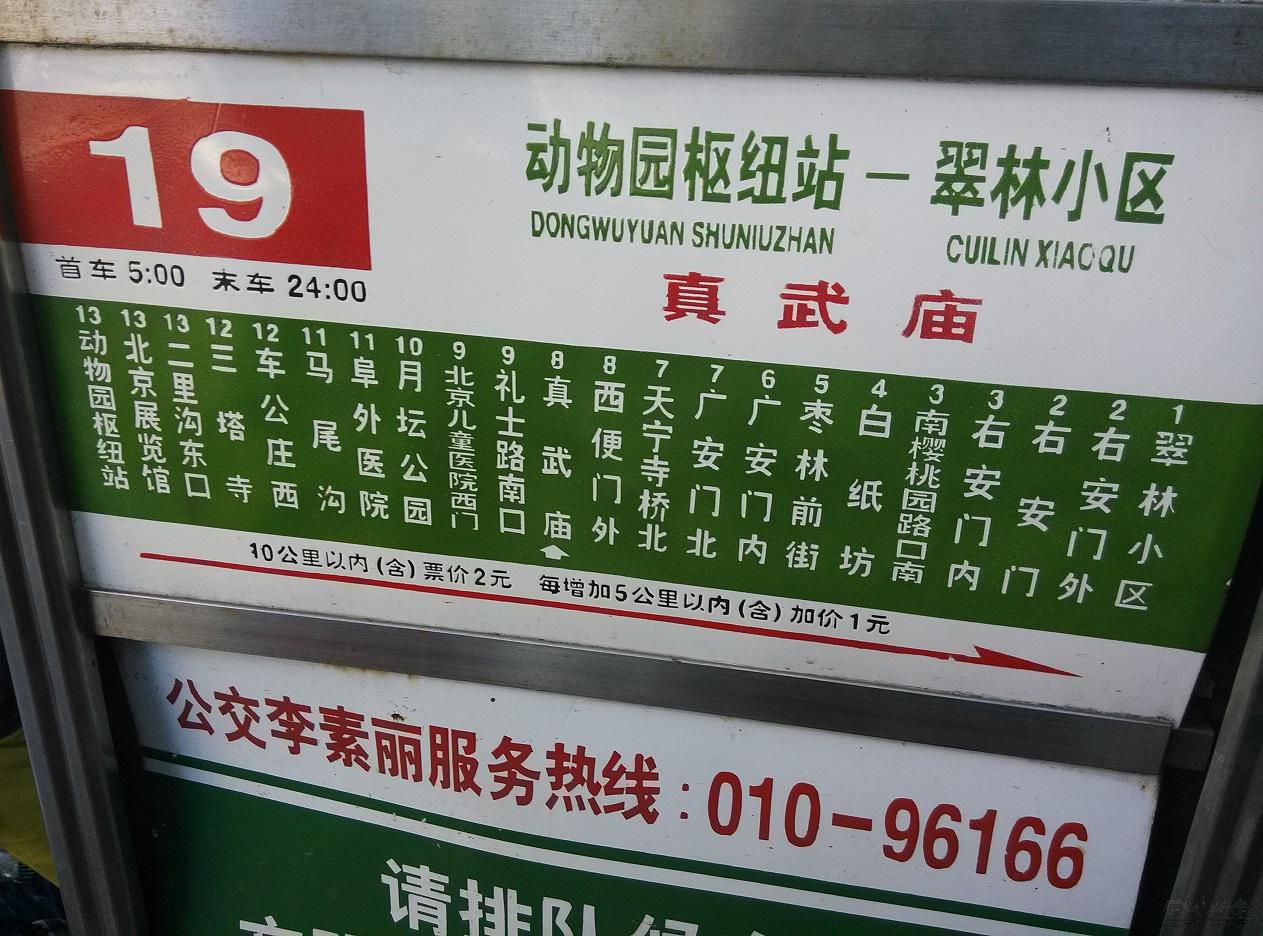 19
动物园枢纽站 — 翠林小区
DONGWUYUAN SHUNIUZHAN CUILIN XIAOQU
首车 5:00 末车 24:00
真武庙
13 动物园枢纽站
13 北京展览馆
13 二里沟东口
12 三塔寺
12 车公庄西
11 马尾沟
11 阜外医院
10 月坛公园
9 北京儿童医院西门
9 礼士路南口
8 真武庙
8 西便门外
7 天宁寺桥北
7 广安门北
6 广安门内
5 枣林前街
4 白纸坊
3 南樱桃园路口南
3 右安门内
2 右安门
2 右安门外
1 翠林小区
10公里以内(含)票价2元 每增加5公里以内(含)加价1元
公交李素丽服务热线:010-96166
请排队候